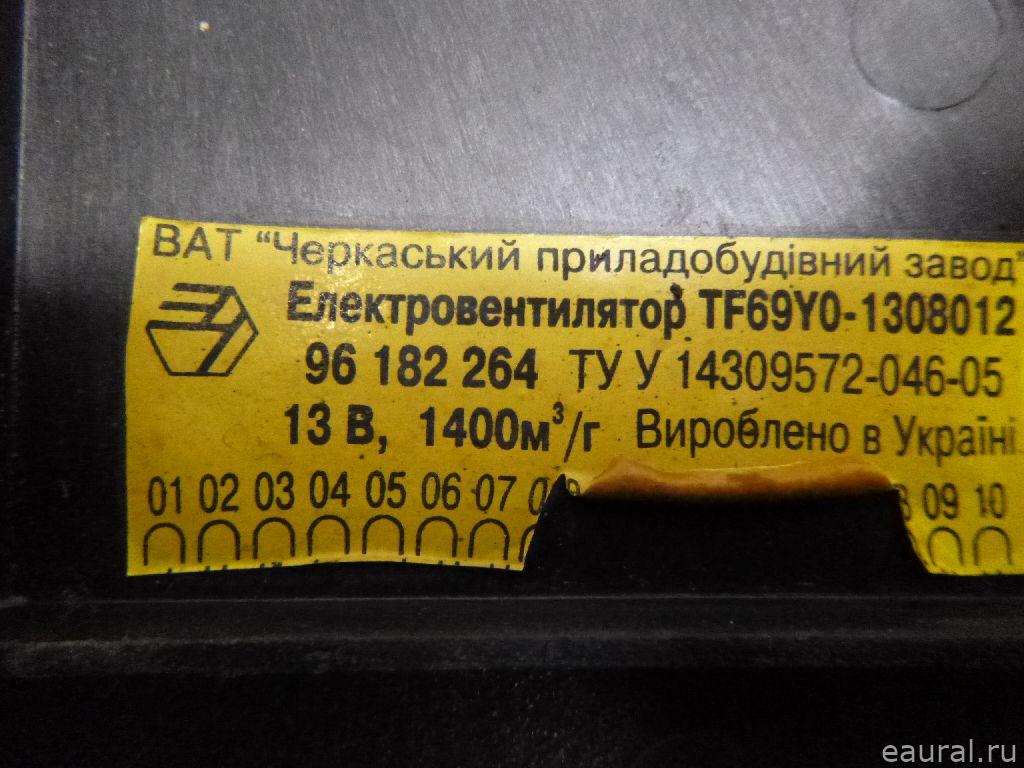 ВАТ “Черкаський приладобудівний завод”
Електровентилятор TF69Y0-1308012
96 182 264 ТУ У 14309572-046-05
13 В, 1400м³/г Вироблено в Україні
01 02 03 04 05 06 07 09 10
eaural.ru